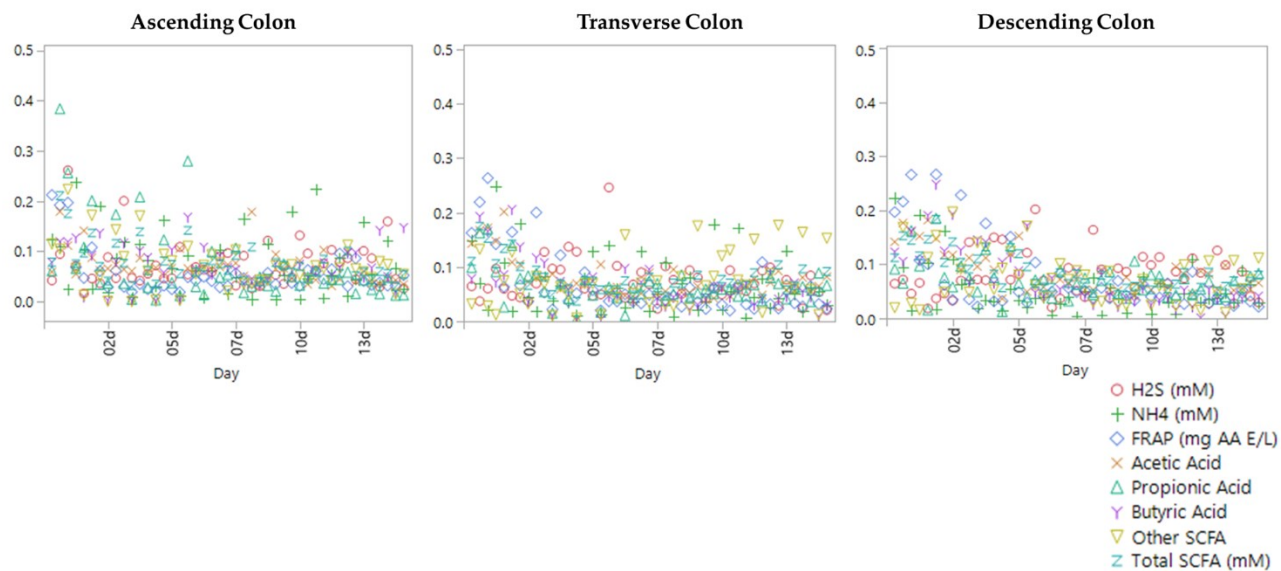 Ascending Colon
Transverse Colon
Descending Colon
0.5
0.4
0.3
0.2
0.1
0.0
02d
05d
07d
10d
13d
Day
0.5
0.4
0.3
0.2
0.1
0.0
02d
05d
07d
10d
13d
Day
0.5
0.4
0.3
0.2
0.1
0.0
02d
05d
07d
10d
13d
Day
H2S (mM)
NH4 (mM)
FRAP (mg AA E/L)
Acetic Acid
Propionic Acid
Butyric Acid
Other SCFA
Total SCFA (mM)